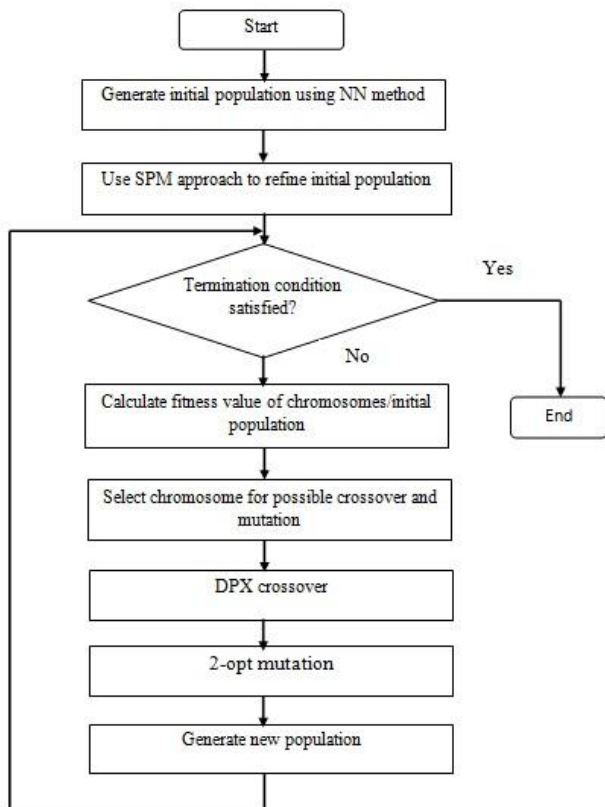 Start
Generate initial population using NN method
Use SPM approach to refine initial population
Termination condition
satisfied?
Yes
No
Calculate fitness value of chromosomes/initial
population
End
Select chromosome for possible crossover and
mutation
DPX crossover
2-opt mutation
Generate new population